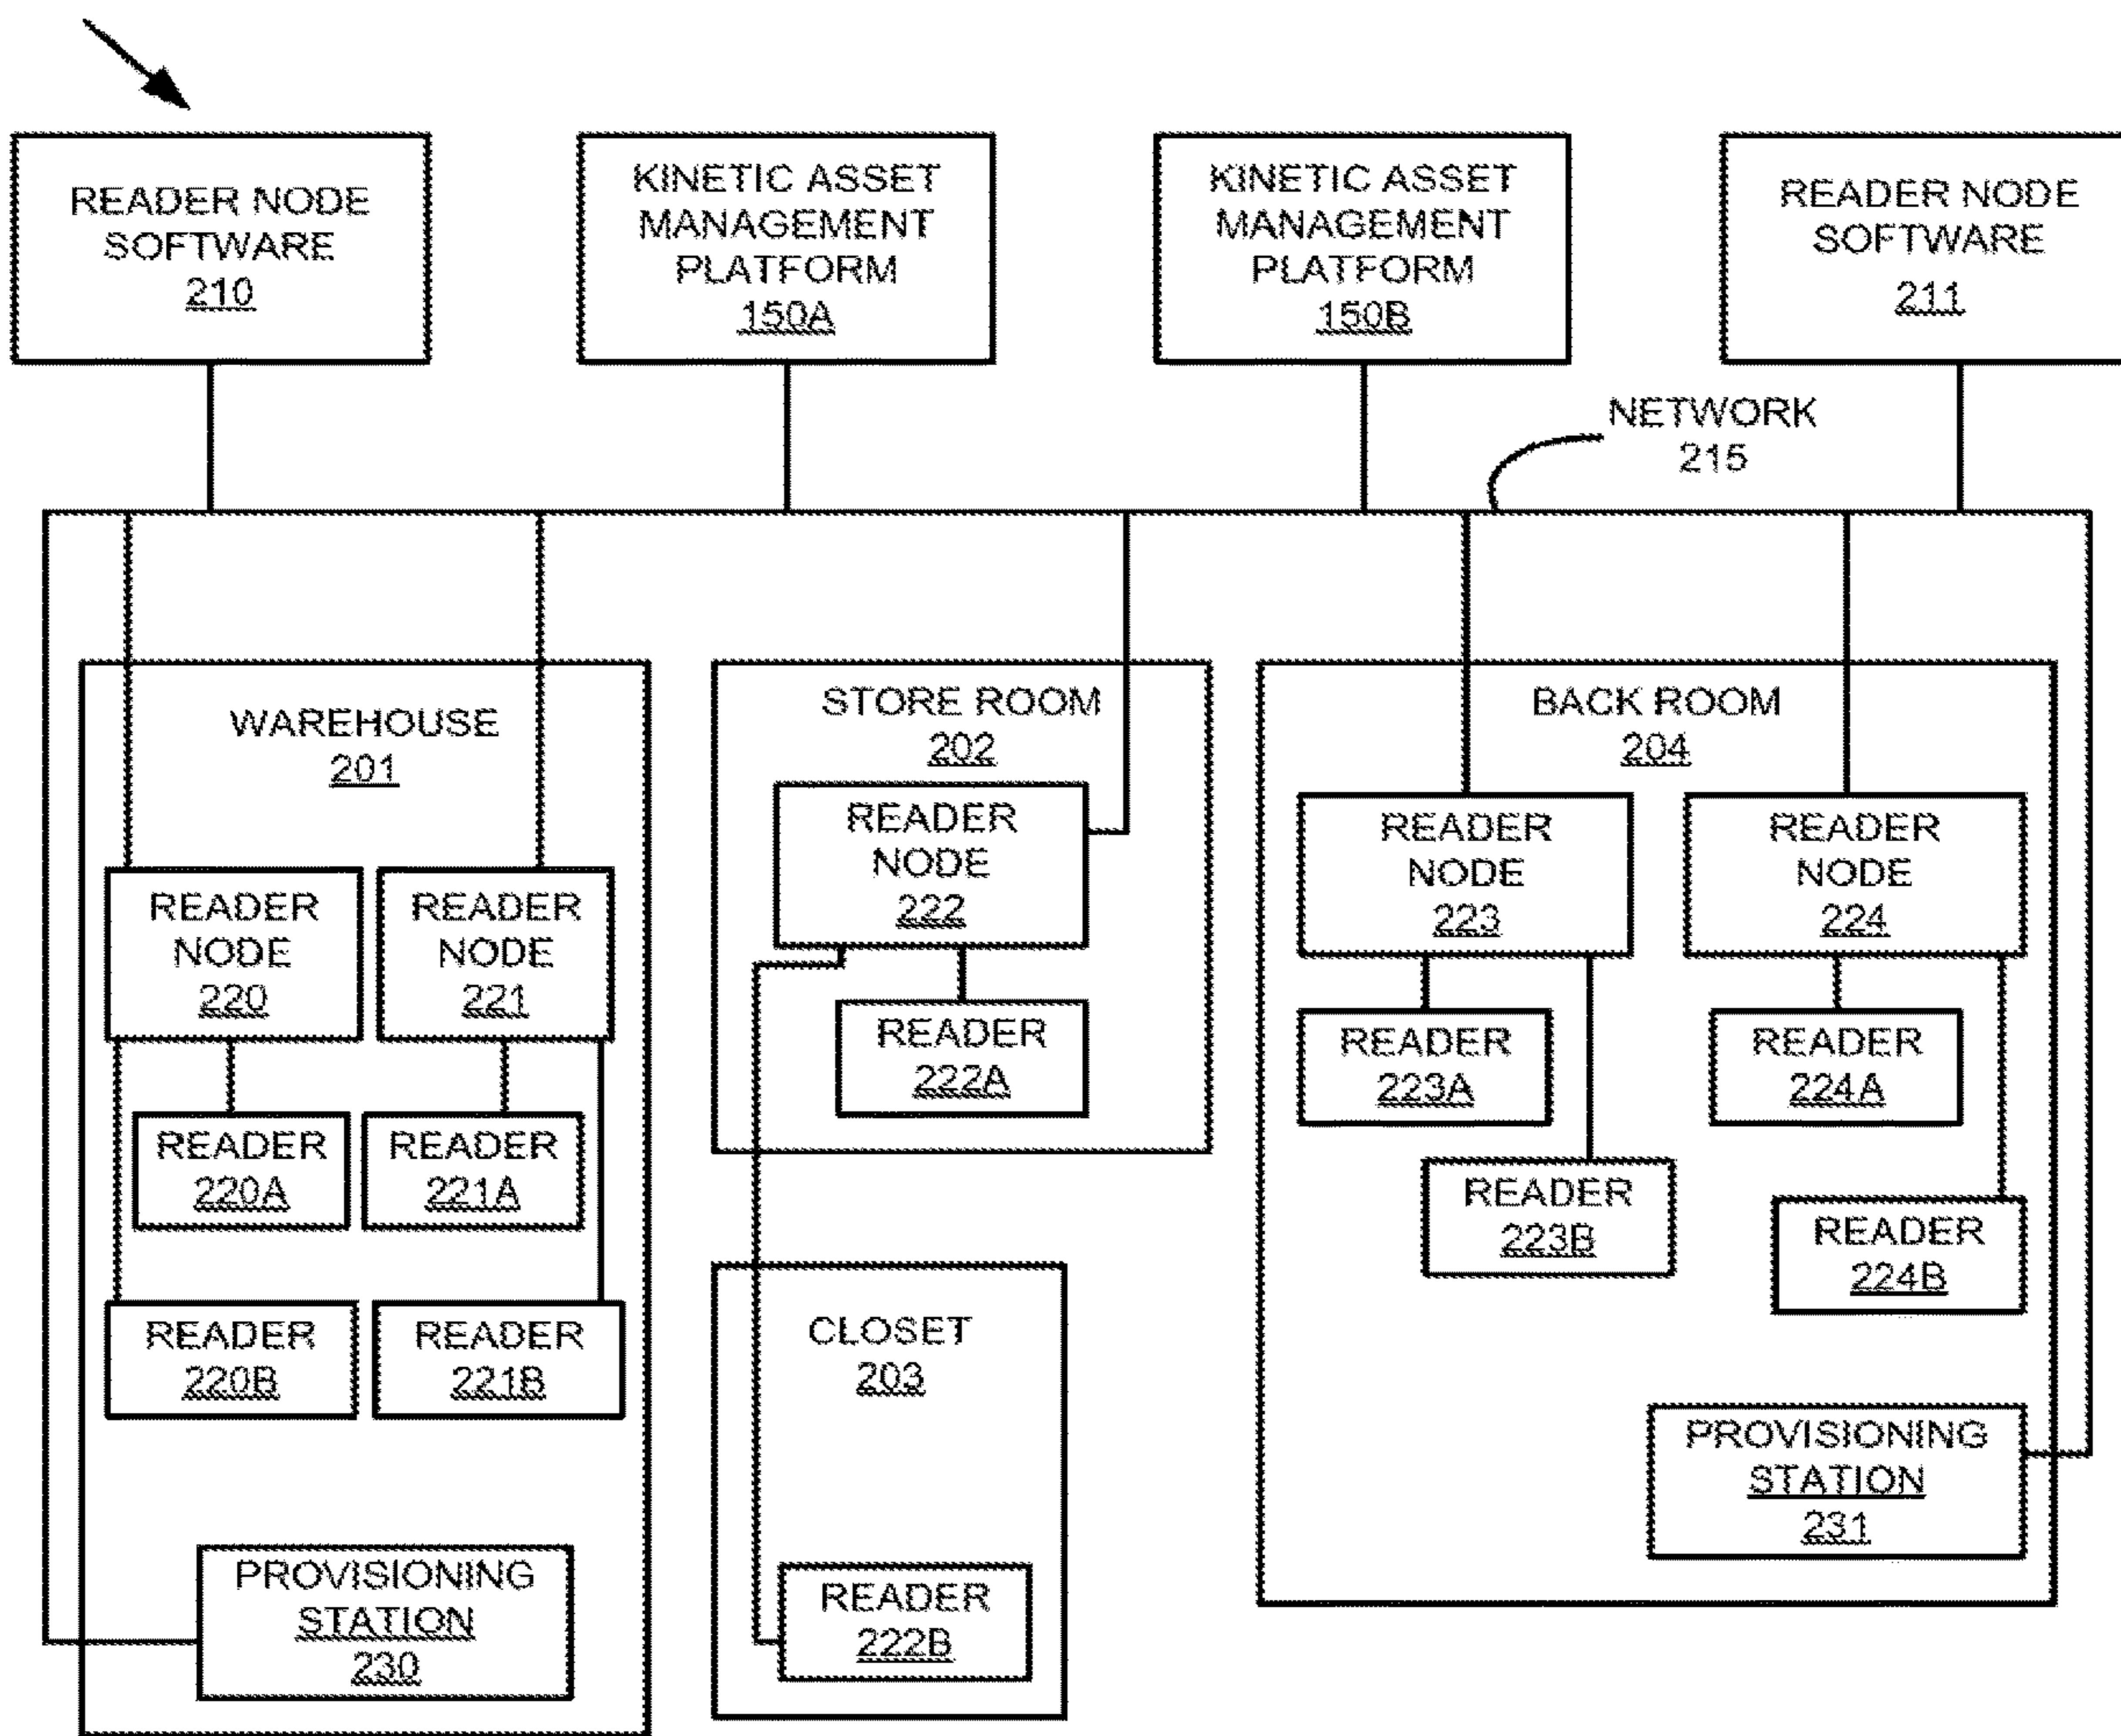 READER NODE
SOFTWARE
210
KINETIC ASSET
MANAGEMENT
PLATFORM
150A
KINETIC ASSET
MANAGEMENT
PLATFORM
150B
READER NODE
SOFTWARE
211
NETWORK
215
WAREHOUSE
201
READER
NODE
220
READER
NODE
221
READER
220A
READER
221A
READER
220B
READER
221B
PROVISIONING
STATION
230
STORE ROOM
202
READER
NODE
222
READER
222A
CLOSET
203
READER
222B
BACK ROOM
204
READER
NODE
223
READER
NODE
224
READER
223A
READER
224A
READER
223B
READER
224B
PROVISIONING
STATION
231